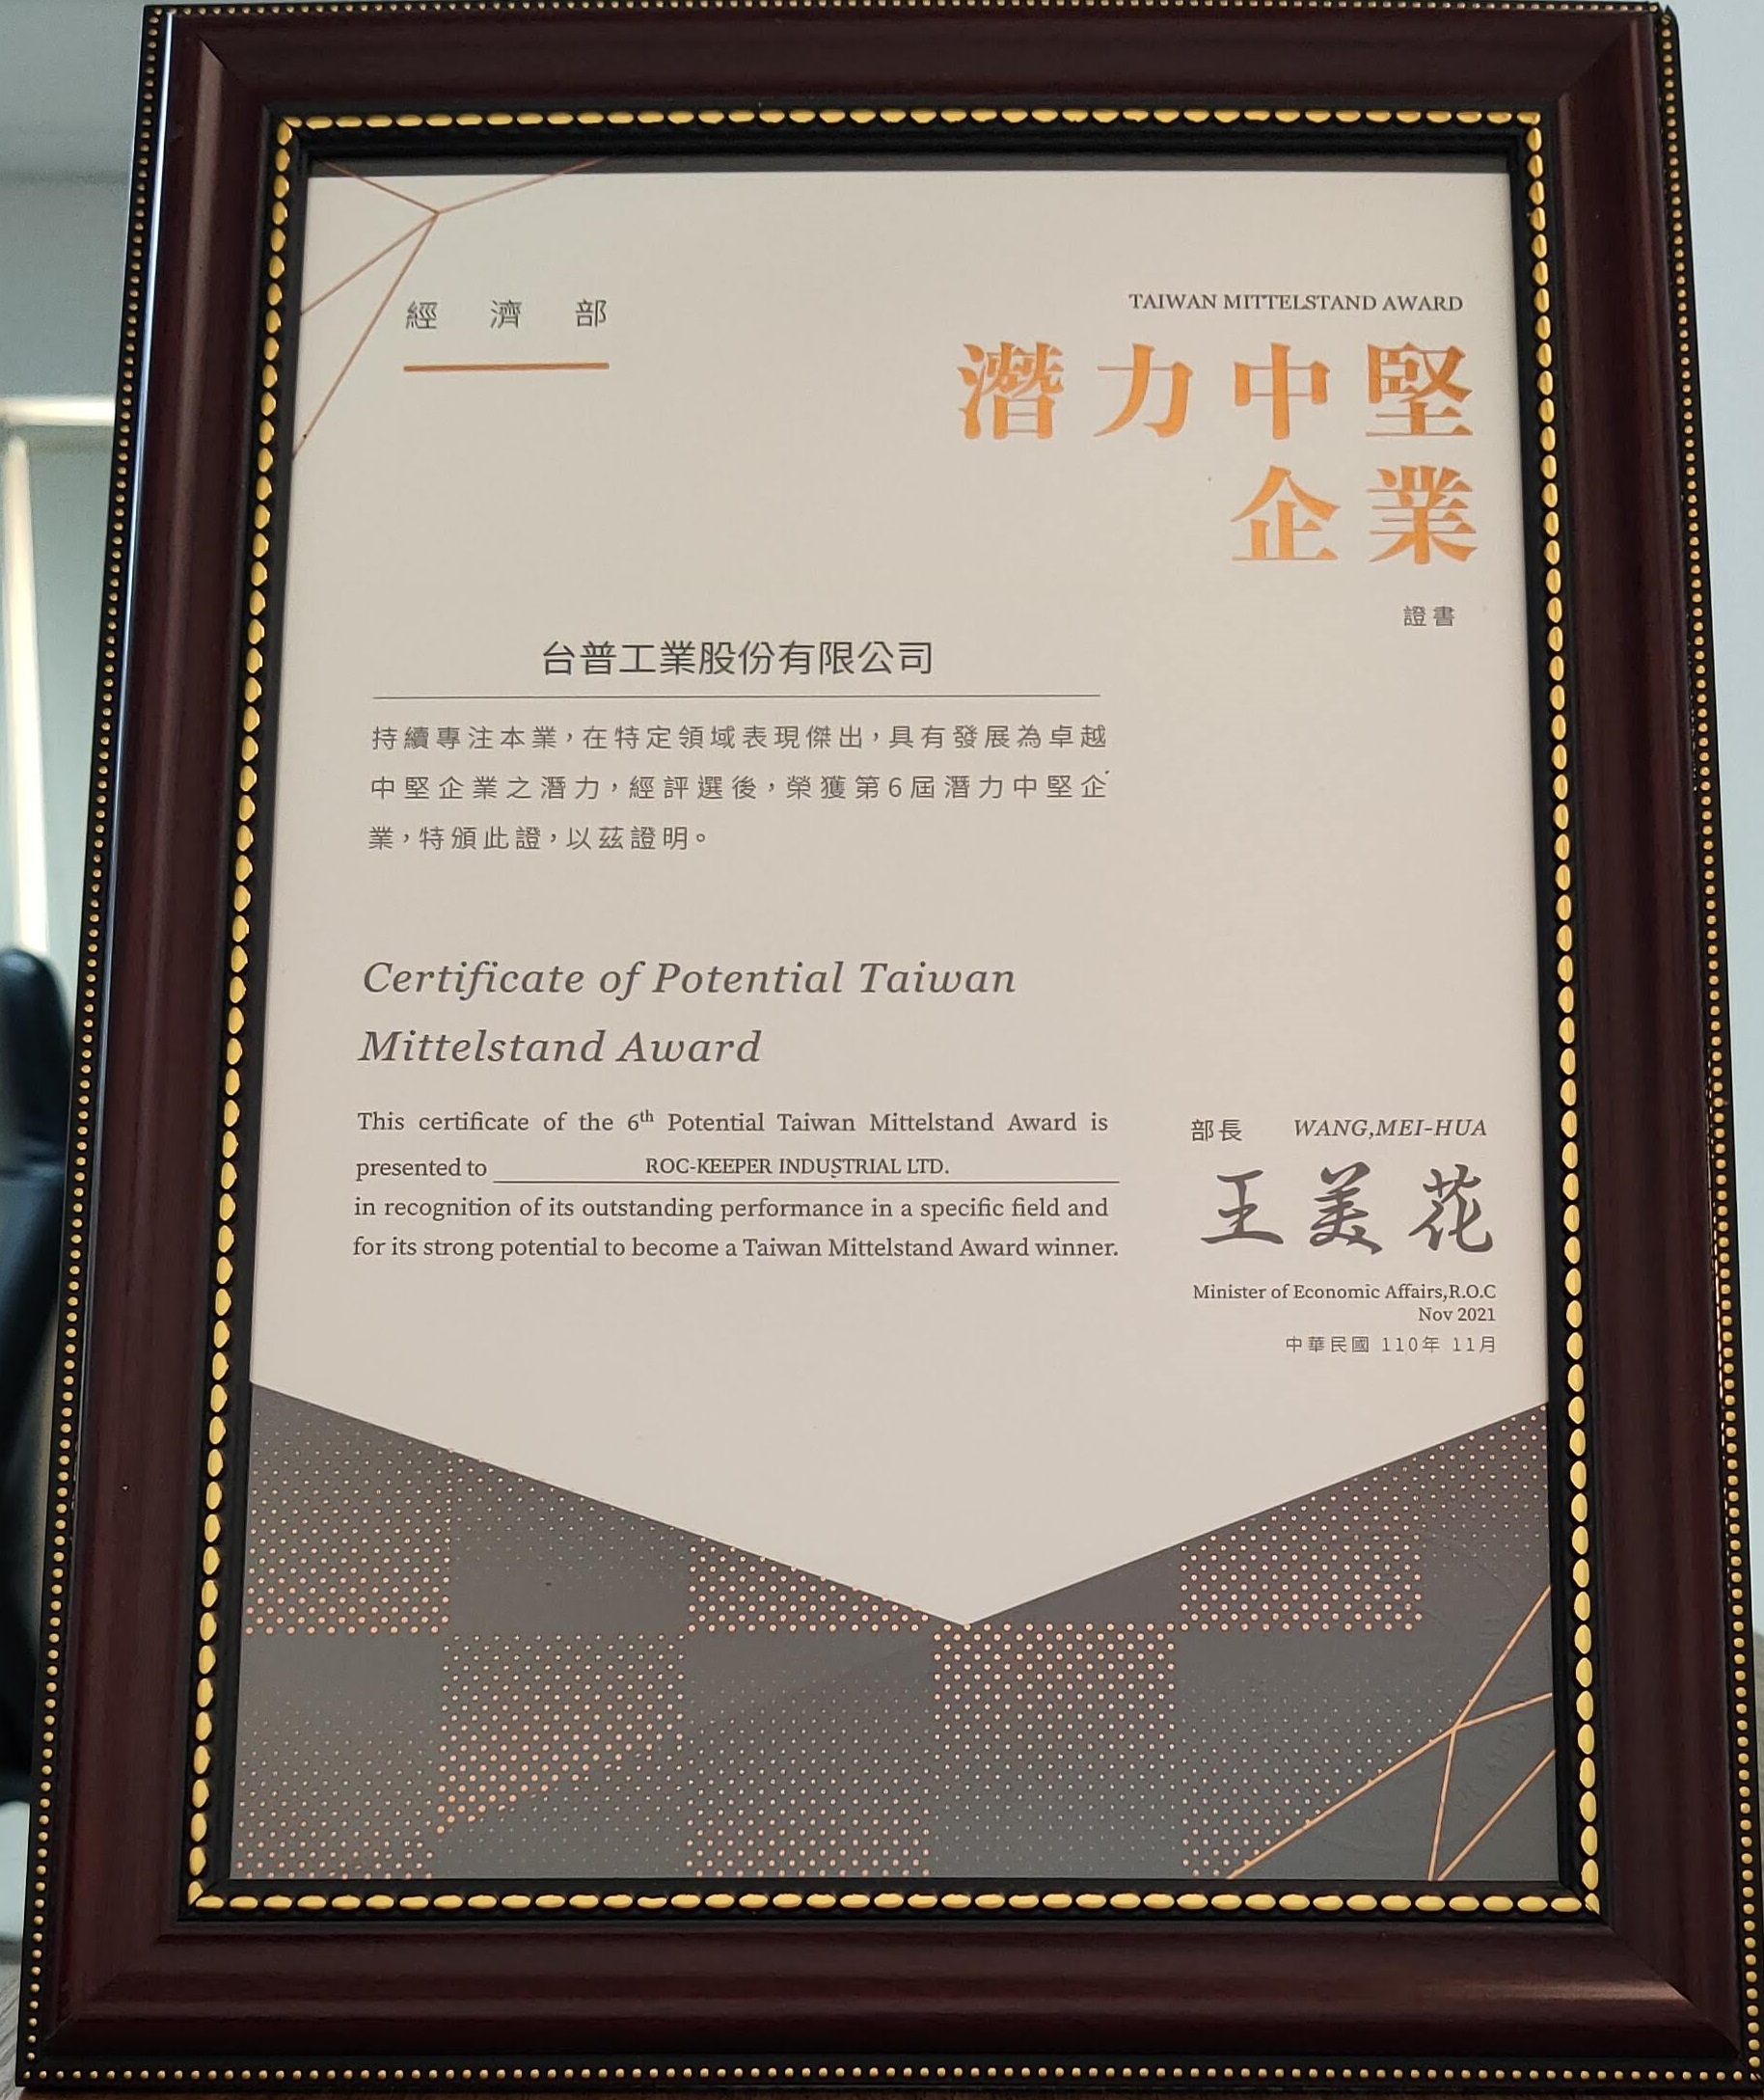 經濟部
TAIWAN MITTELSTAND AWARD
潛力中堅
企業
證書
台普工業股份有限公司
持續專注本業，在特定領域表現傑出，具有發展為卓越
中堅企業之潛力，經評選後，榮獲第6屆潛力中堅企
業，特頒此證，以茲證明。
Certificate of Potential Taiwan
Mittelstand Award
This certificate of the 6th Potential Taiwan Mittelstand Award is
presented to ROC-KEEPER INDUSTRIAL LTD.
in recognition of its outstanding performance in a specific field and
for its strong potential to become a Taiwan Mittelstand Award winner.
部長 WANG,MEI-HUA
王美花
Minister of Economic Affairs,R.O.C
Nov 2021
中華民國 110年 11月